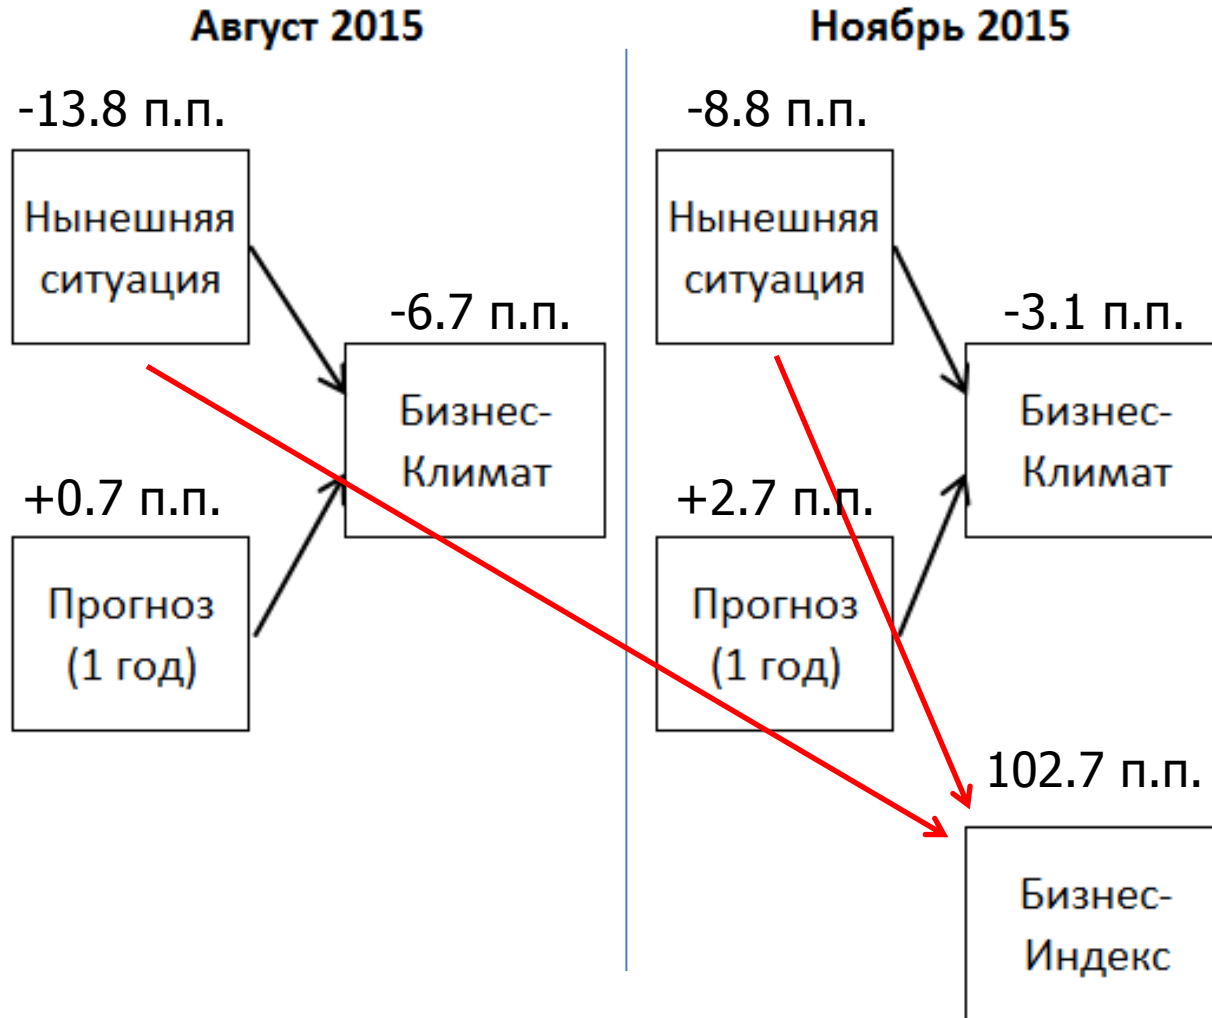 Август 2015
-13.8 п.п.
Нынешняя
ситуация
-6.7 п.п.
Бизнес-
Климат
+0.7 п.п.
Прогноз
(1 год)
Ноябрь 2015
-8.8 п.п.
Нынешняя
ситуация
-3.1 п.п.
Бизнес-
Климат
+2.7 п.п.
Прогноз
(1 год)
102.7 п.п.
Бизнес-
Индекс